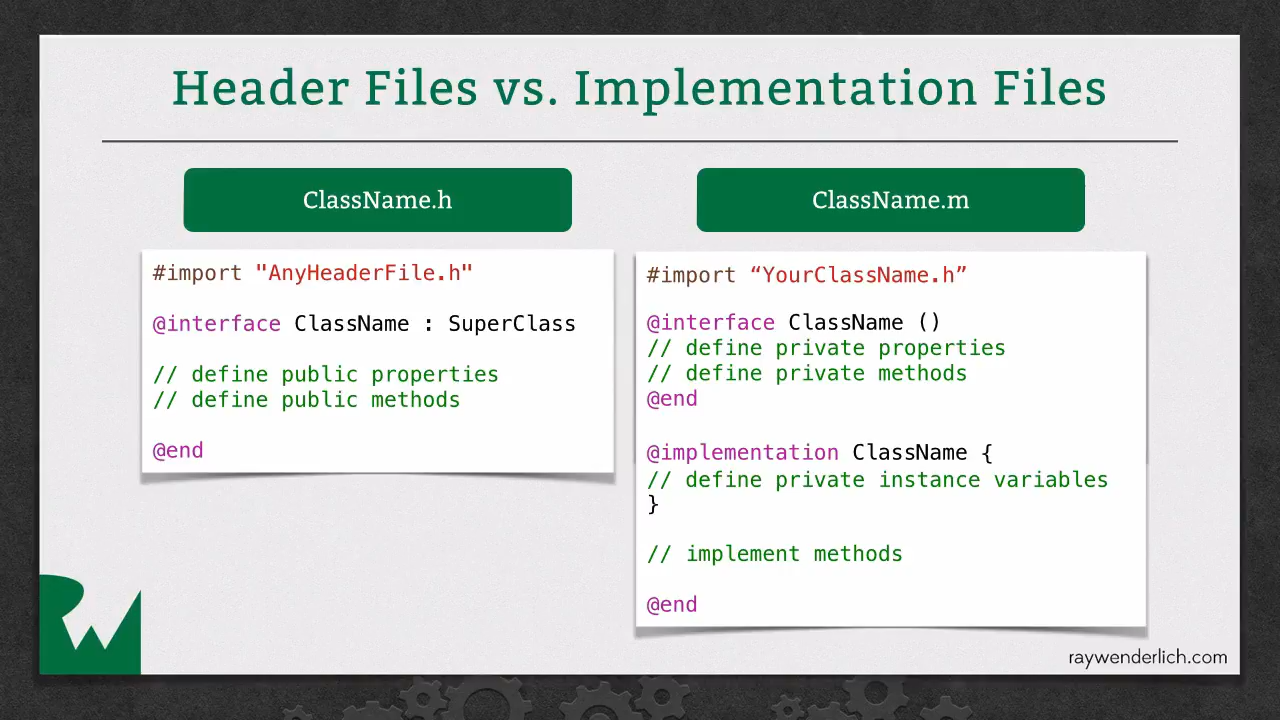 Header Files vs. Implementation Files
ClassName.h
#import "AnyHeaderFile.h"
@interface ClassName : SuperClass
// define public properties
// define public methods
@end
ClassName.m
#import “YourClassName.h”
@interface ClassName ()
// define private properties
// define private methods
@end
@implementation ClassName {
// define private instance variables
}
// implement methods
@end
RW
raywenderlich.com